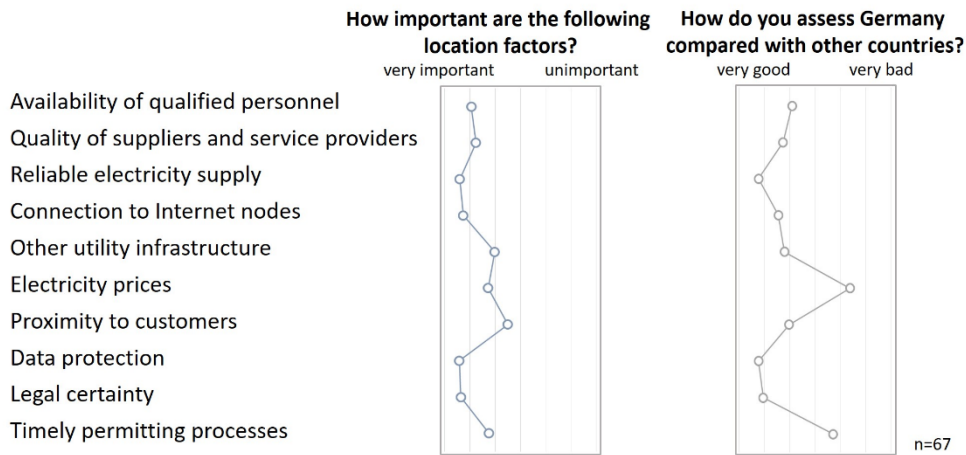 How important are the following
location factors?
How do you assess Germany
compared with other countries?
very important
unimportant
very good
very bad
Availability of qualified personnel
Quality of suppliers and service providers
Reliable electricity supply
Connection to Internet nodes
Other utility infrastructure
Electricity prices
Proximity to customers
Data protection
Legal certainty
Timely permitting processes
n=67